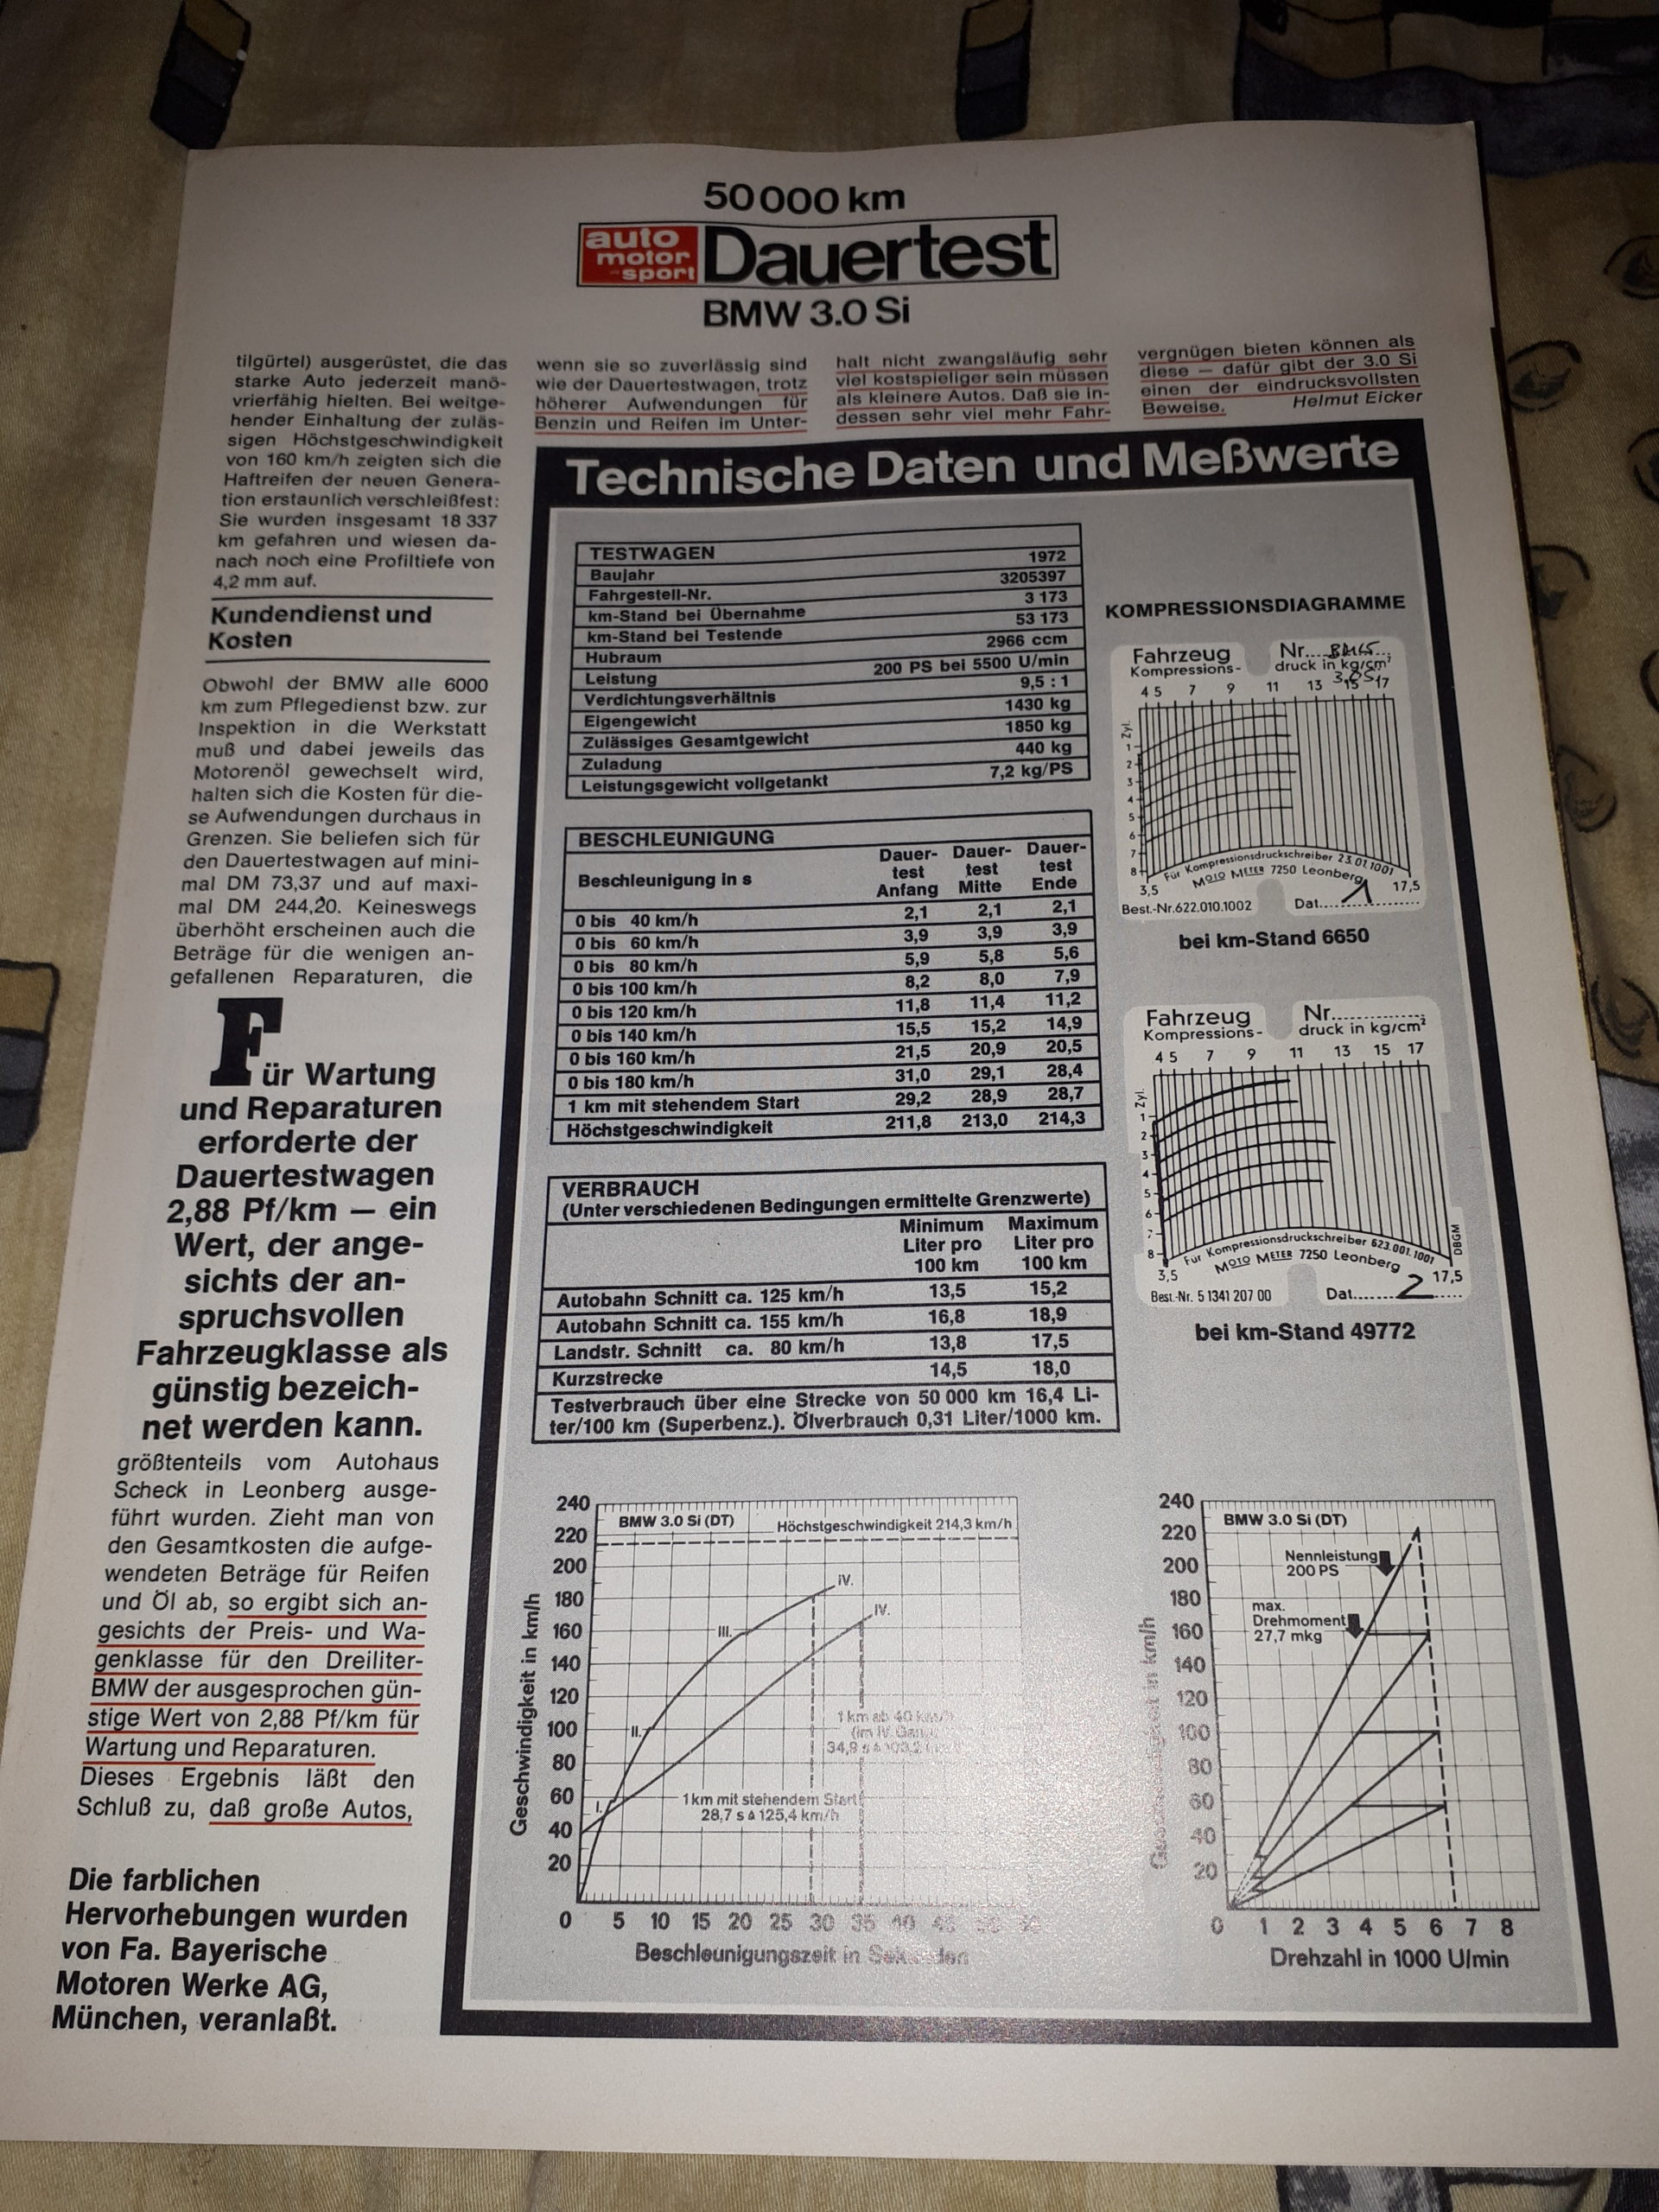 50 000 km
auto
motor
sport
Dauertest
BMW 3.0 Si
tilgürtel) ausgerüstet, die das
starke Auto jederzeit manö-
vrierfähig hielten. Bei weitge-
hender Einhaltung der zuläs-
sigen Höchstgeschwindigkeit
von 160 km/h zeigten sich die
Haftreifen der neuen Genera-
tion erstaunlich verschleißfest:
Sie wurden insgesamt 18 337
km gefahren und wiesen da-
nach noch eine Profiltiefe von
4,2 mm auf.
Kundendienst und
Kosten
Obwohl der BMW alle 6000
km zum Pflegedienst bzw. zur
Inspektion in die Werkstatt
muß und dabei jeweils das
Motorenöl gewechselt wird,
halten sich die Kosten für die-
se Aufwendungen durchaus in
Grenzen. Sie beliefen sich für
den Dauertestwagen auf mini-
mal DM 73,37 und auf maxi-
mal DM 244,20. Keineswegs
überhöht erscheinen auch die
Beträge für die wenigen an-
gefallenen Reparaturen, die
Für Wartung
und Reparaturen
erforderte der
Dauertestwagen
2,88 Pf/km — ein
Wert, der ange-
sichts der an-
spruchsvollen
Fahrzeugklasse als
günstig bezeich-
net werden kann.
größtenteils vom Autohaus
Scheck in Leonberg ausge-
führt wurden. Zieht man von
den Gesamtkosten die aufge-
wendeten Beträge für Reifen
und Öl ab, so ergibt sich an-
gesichts der Preis- und Wa-
genklasse für den Dreiliter-
BMW der ausgesprochen gün-
stige Wert von 2,88 Pf/km für
Wartung und Reparaturen.
Dieses Ergebnis läßt den
Schluß zu, daß große Autos,
Die farblichen
Hervorhebungen wurden
von Fa. Bayerische
Motoren Werke AG,
München, veranlaßt.
wenn sie so zuverlässig sind
wie der Dauertestwagen, trotz
höherer Aufwendungen für
Benzin und Reifen im Unter-
halt nicht zwangsläufig sehr
viel kostspieliger sein müssen
als kleinere Autos. Daß sie in-
dessen sehr viel mehr Fahr-
vergnügen bieten können als
diese — dafür gibt der 3.0 Si
einen der eindrucksvollsten
Beweise. Helmut Eicker
Technische Daten und Meßwerte
TESTWAGEN
Baujahr 1972
Fahrgestell-Nr. 3205397
km-Stand bei Übernahme 3 173
km-Stand bei Testende 53 173
Hubraum 2966 ccm
Leistung 200 PS bei 5500 U/min
Verdichtungsverhältnis 9,5 : 1
Eigengewicht 1430 kg
Zulässiges Gesamtgewicht 1850 kg
Zuladung 440 kg
Leistungsgewicht vollgetankt 7,2 kg/PS
BESCHLEUNIGUNG
Beschleunigung in s
Dauer-
test
Anfang
Dauer-
test
Mitte
Dauer-
test
Ende
0 bis 40 km/h 2,1 2,1 2,1
0 bis 60 km/h 3,9 3,9 3,9
0 bis 80 km/h 5,9 5,8 5,6
0 bis 100 km/h 8,2 8,0 7,9
0 bis 120 km/h 11,8 11,4 11,2
0 bis 140 km/h 15,5 15,2 14,9
0 bis 160 km/h 21,5 20,9 20,5
0 bis 180 km/h 31,0 29,1 28,4
1 km mit stehendem Start 29,2 28,9 28,7
Höchstgeschwindigkeit 211,8 213,0 214,3
VERBRAUCH
(Unter verschiedenen Bedingungen ermittelte Grenzwerte)
Minimum
Liter pro
100 km
Maximum
Liter pro
100 km
Autobahn Schnitt ca. 125 km/h 13,5 15,2
Autobahn Schnitt ca. 155 km/h 16,8 18,9
Landstr. Schnitt ca. 80 km/h 13,8 17,5
Kurzstrecke 14,5 18,0
Testverbrauch über eine Strecke von 50 000 km 16,4 Li-
ter/100 km (Superbenz.). Ölverbrauch 0,31 Liter/1000 km.
KOMPRESSIONSDIAGRAMME
Fahrzeug Nr.
Kompressions- druck in kg/cm²
4 5 7 9 11 13 15 17
Zyl.
1
2
3
4
5
6
7
8
3,5 17,5
Für Kompressionsdruckschreiber 23.01.1001
MOTO METER 7250 Leonberg
Best.-Nr.622.010.1002 Dat. 1
bei km-Stand 6650
Fahrzeug Nr.
Kompressions- druck in kg/cm²
4 5 7 9 11 13 15 17
Zyl.
1
2
3
4
5
6
7
8
3,5 17,5
Für Kompressionsdruckschreiber 623.001.1001
MOTO METER 7250 Leonberg
DBGM
Best.-Nr. 5 1341 207 00 Dat. 2
bei km-Stand 49772
BMW 3.0 Si (DT)
Höchstgeschwindigkeit 214,3 km/h
Geschwindigkeit in km/h
240
220
200
180
160
140
120
100
80
60
40
20
I.
II.
III.
IV.
IV.
1 km ab 40
(im IV.
34,9 s
1 km mit stehendem Start
28,7 s ≙ 125,4 km/h
0 5 10 15 20 25 30 35 40
Beschleunigungszeit in Sekunden
BMW 3.0 Si (DT)
Nennleistung
200 PS
max.
Drehmoment
27,7 mkg
Geschwindigkeit in km/h
240
220
200
180
160
140
120
100
80
60
40
20
0 1 2 3 4 5 6 7 8
Drehzahl in 1000 U/min